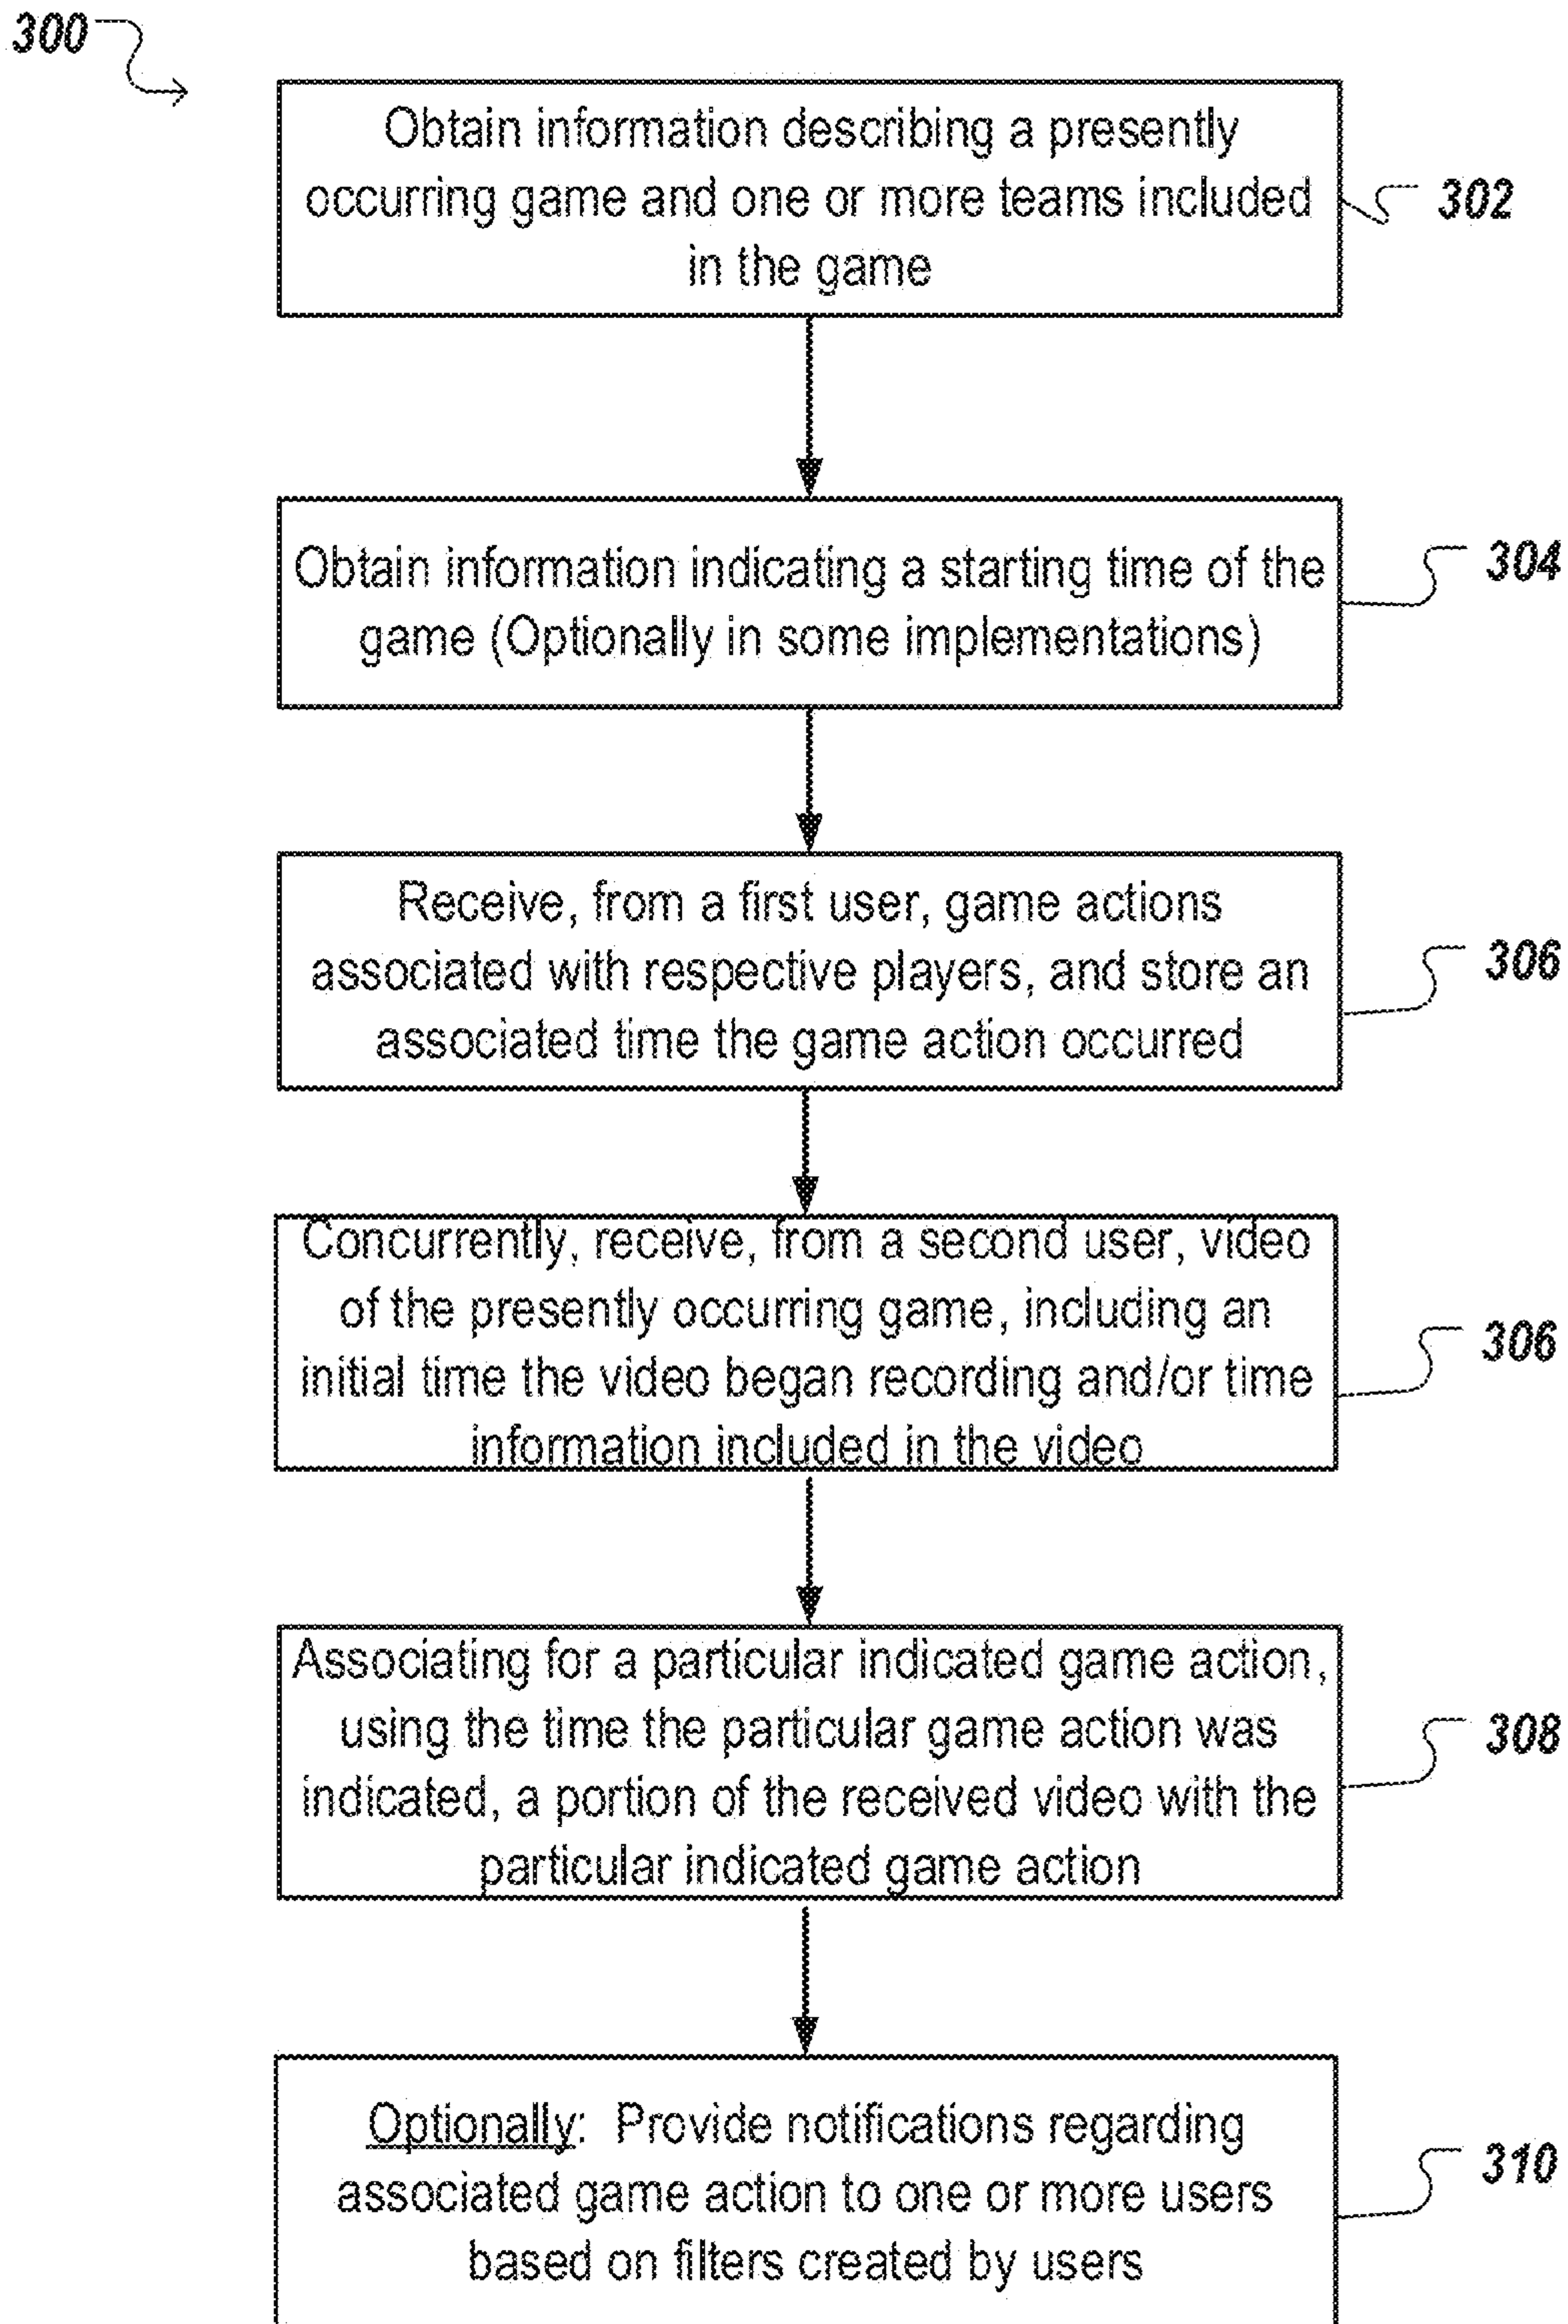 300
Obtain information describing a presently
occurring game and one or more teams included
in the game
302
Obtain information indicating a starting time of the
game (Optionally in some implementations)
304
Receive, from a first user, game actions
associated with respective players, and store an
associated time the game action occurred
306
Concurrently, receive, from a second user, video
of the presently occurring game, including an
initial time the video began recording and/or time
information included in the video
306
Associating for a particular indicated game action,
using the time the particular game action was
indicated, a portion of the received video with the
particular indicated game action
308
Optionally: Provide notifications regarding
associated game action to one or more users
based on filters created by users
310